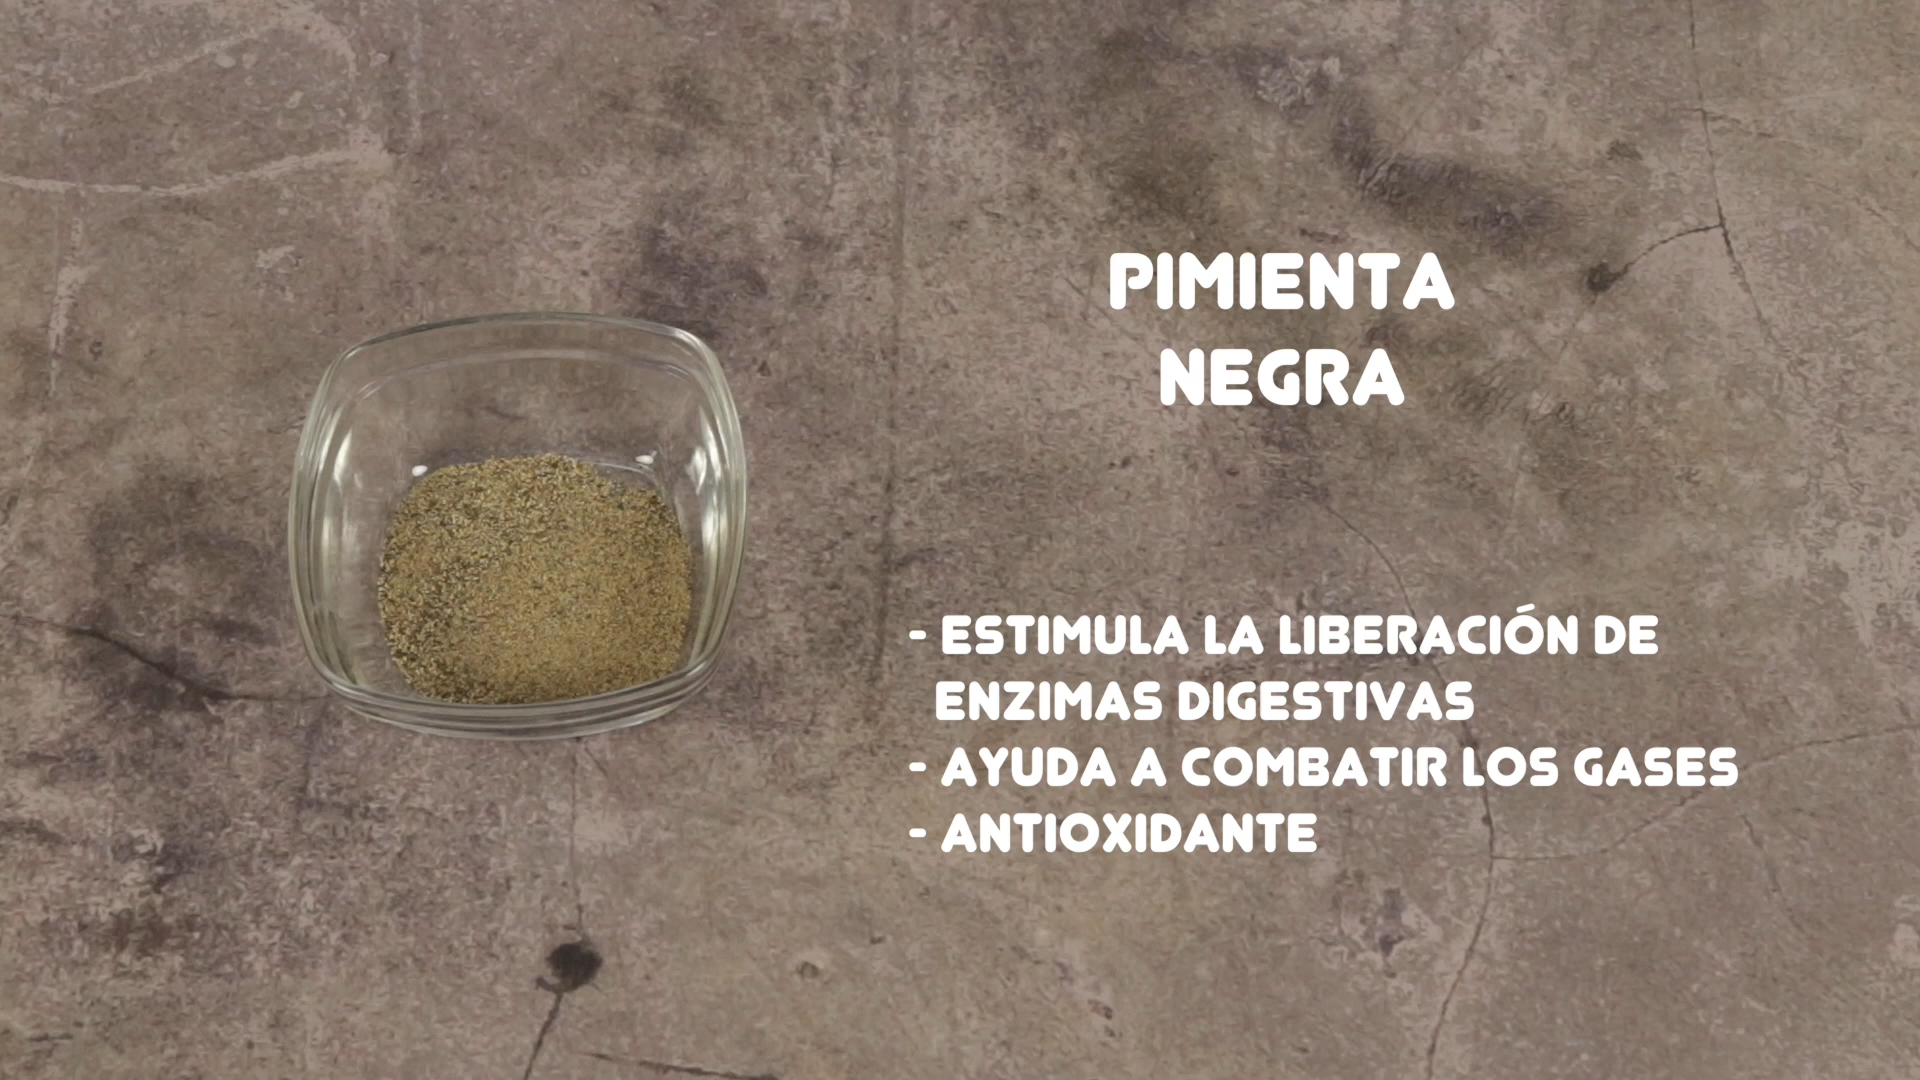 PIMIENTA
NEGRA
- ESTIMULA LA LIBERACIÓN DE
ENZIMAS DIGESTIVAS
- AYUDA A COMBATIR LOS GASES
- ANTIOXIDANTE